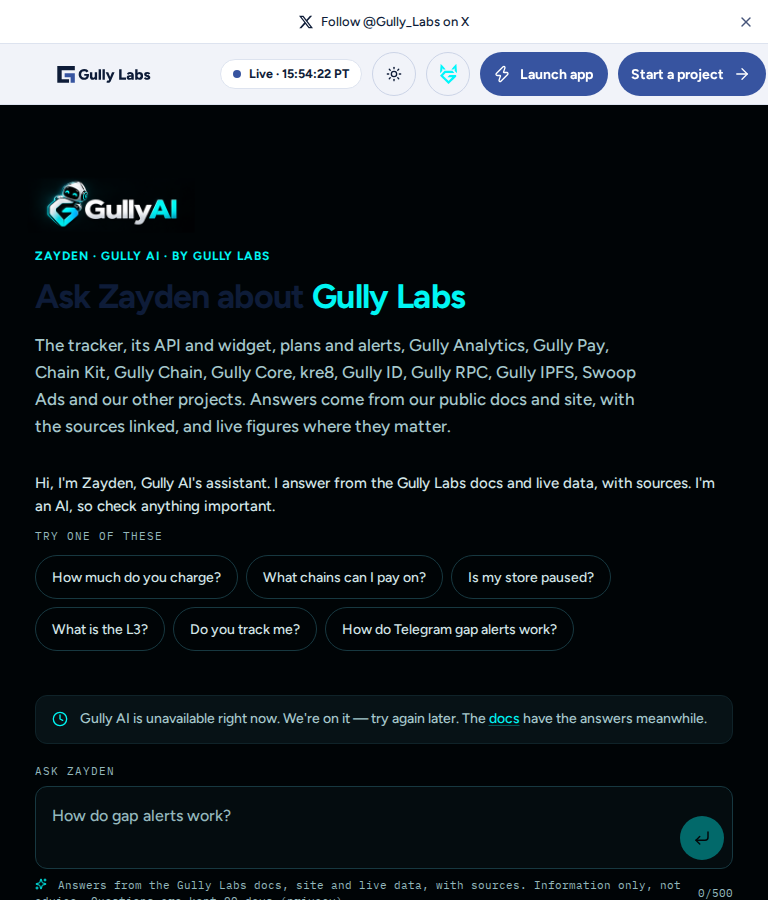 Follow @Gully_Labs on X
Gully Labs
Live · 15:54:22 PT
Launch app
Start a project
GullyAI
ZAYDEN · GULLY AI · BY GULLY LABS
Ask Zayden about Gully Labs
The tracker, its API and widget, plans and alerts, Gully Analytics, Gully Pay,
Chain Kit, Gully Chain, Gully Core, kre8, Gully ID, Gully RPC, Gully IPFS, Swoop
Ads and our other projects. Answers come from our public docs and site, with
the sources linked, and live figures where they matter.
Hi, I'm Zayden, Gully AI's assistant. I answer from the Gully Labs docs and live data, with sources. I'm
an AI, so check anything important.
TRY ONE OF THESE
How much do you charge?
What chains can I pay on?
Is my store paused?
What is the L3?
Do you track me?
How do Telegram gap alerts work?
Gully AI is unavailable right now. We're on it — try again later. The docs have the answers meanwhile.
ASK ZAYDEN
How do gap alerts work?
Answers from the Gully Labs docs, site and live data, with sources. Information only, not
0/500